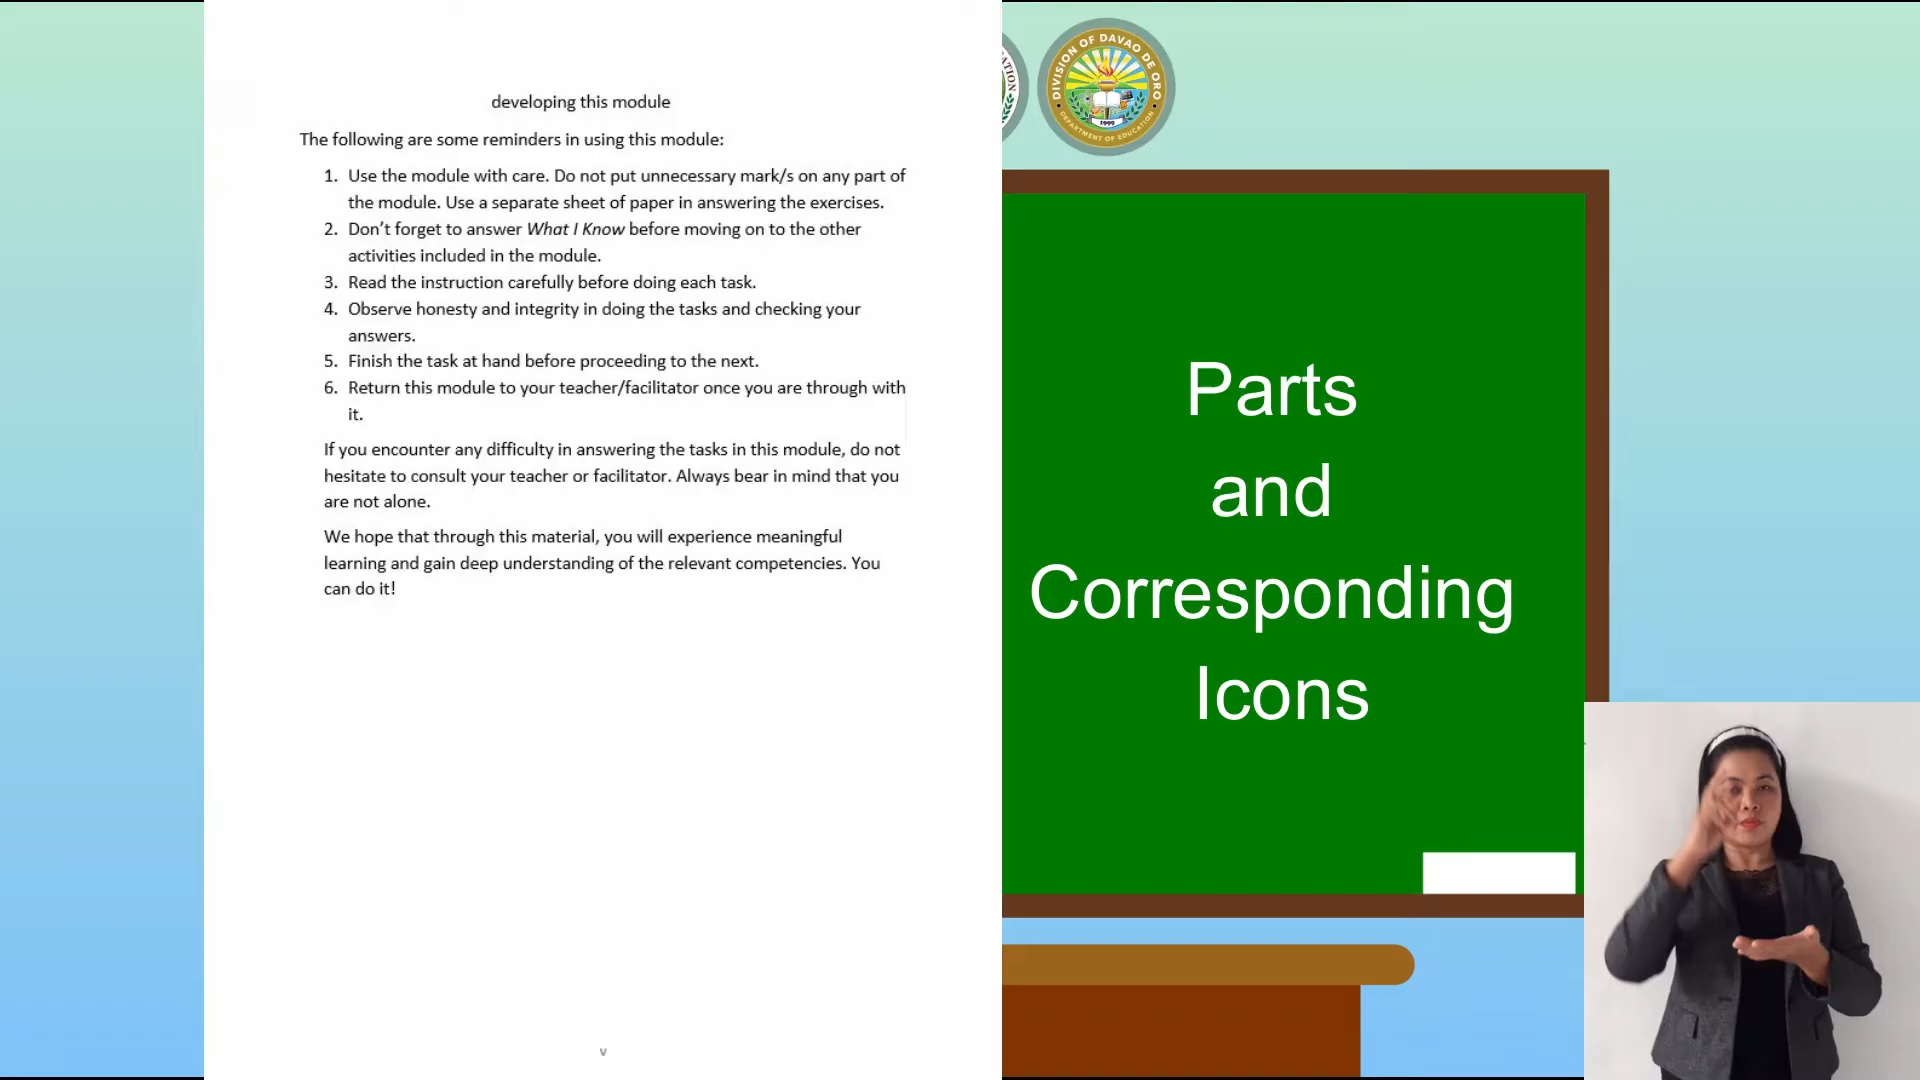 developing this module
The following are some reminders in using this module:
1. Use the module with care. Do not put unnecessary mark/s on any part of
the module. Use a separate sheet of paper in answering the exercises.
2. Don’t forget to answer What I Know before moving on to the other
activities included in the module.
3. Read the instruction carefully before doing each task.
4. Observe honesty and integrity in doing the tasks and checking your
answers.
5. Finish the task at hand before proceeding to the next.
6. Return this module to your teacher/facilitator once you are through with
it.
If you encounter any difficulty in answering the tasks in this module, do not
hesitate to consult your teacher or facilitator. Always bear in mind that you
are not alone.
We hope that through this material, you will experience meaningful
learning and gain deep understanding of the relevant competencies. You
can do it!
v
DIVISION OF DAVAO DE ORO
1999
DEPARTMENT OF EDUCATION
Parts
and
Corresponding
Icons